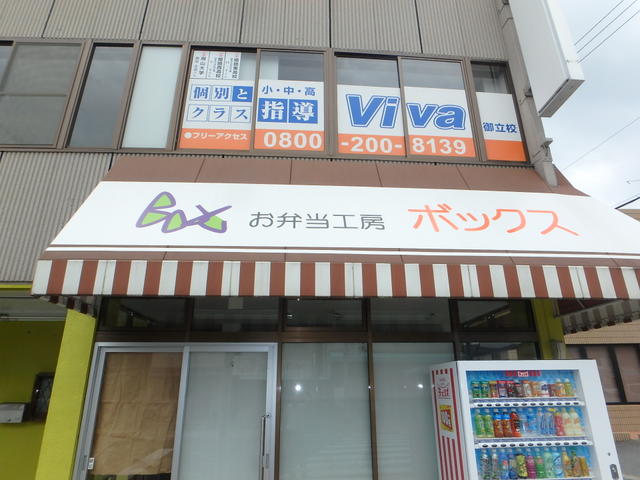 個別と
クラス
指導
小・中・高
Viva
御立校
フリーアクセス
0800-200-8139
Box お弁当工房 ボックス